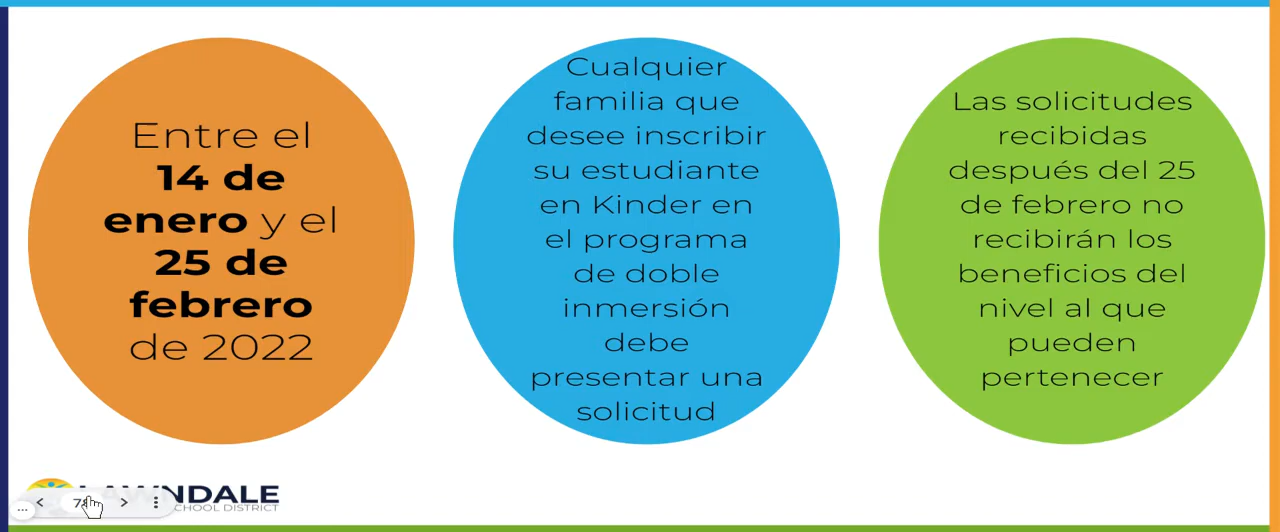 Entre el
14 de
enero y el
25 de
febrero
de 2022
Cualquier
familia que
desee inscribir
su estudiante
en Kinder en
el programa
de doble
inmersión
debe
presentar una
solicitud
Las solicitudes
recibidas
después del 25
de febrero no
recibirán los
beneficios del
nivel al que
pueden
pertenecer
LAWNDALE
SCHOOL DISTRICT